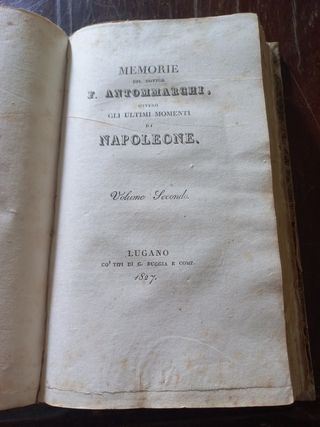 MEMORIE
DEL DOTTOR
F. ANTOMMARCHI,
OVVERO
GLI ULTIMI MOMENTI
DI
NAPOLEONE.
Volume Secondo.
LUGANO
CO' TIPI DI G. RUGGIA E COMP.
1827.